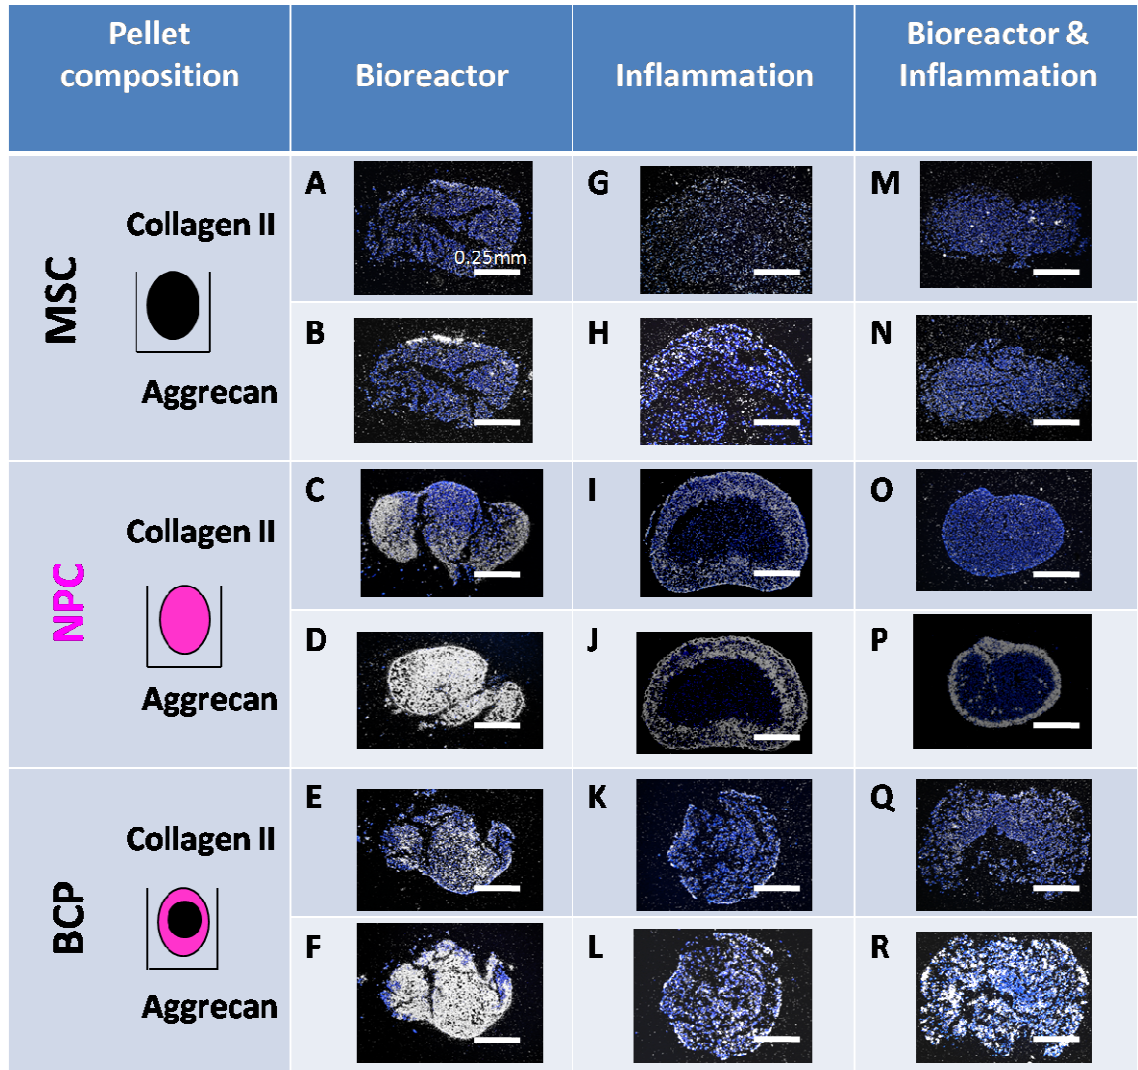 Pellet
composition
Bioreactor
Inflammation
Bioreactor &
Inflammation
MSC
Collagen II
Aggrecan
A
0.25mm
G
M
B
H
N
NPC
Collagen II
Aggrecan
C
I
O
D
J
P
BCP
Collagen II
Aggrecan
E
K
Q
F
L
R